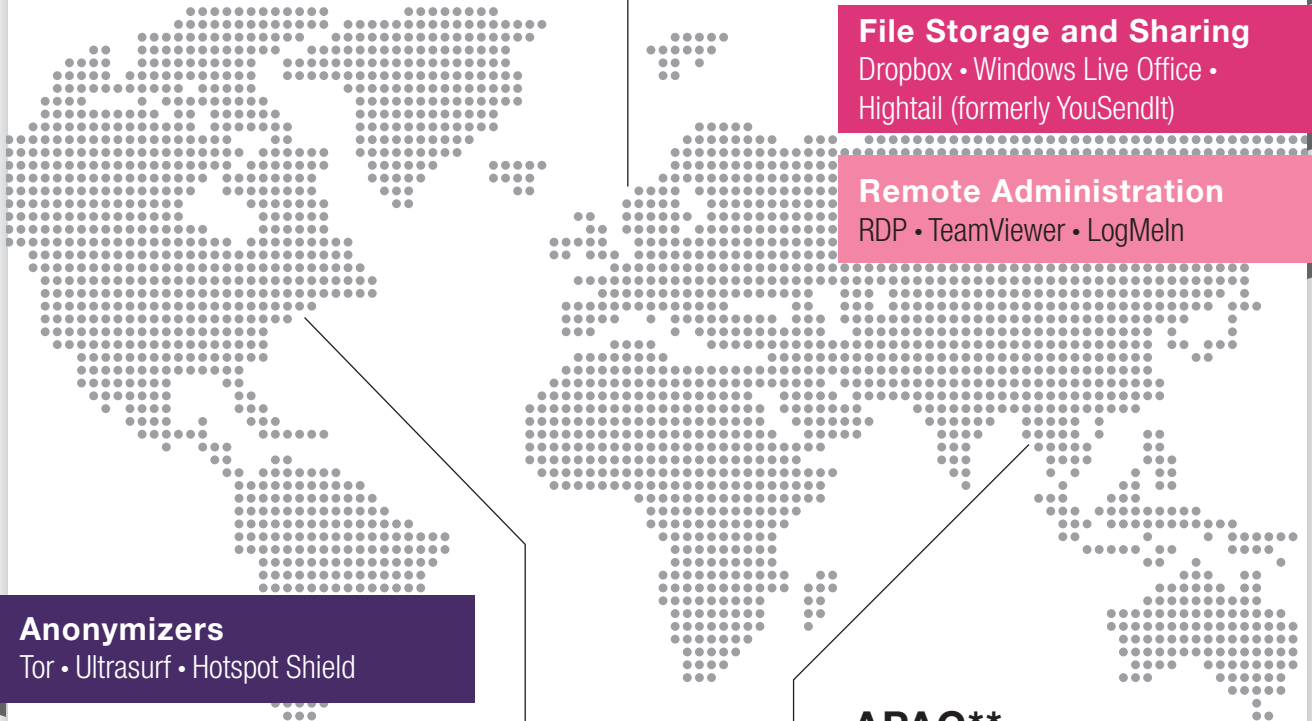 File Storage and Sharing
Dropbox • Windows Live Office •
Hightail (formerly YouSendIt)
Remote Administration
RDP • TeamViewer • LogMeIn
Anonymizers
Tor • Ultrasurf • Hotspot Shield
APAC**